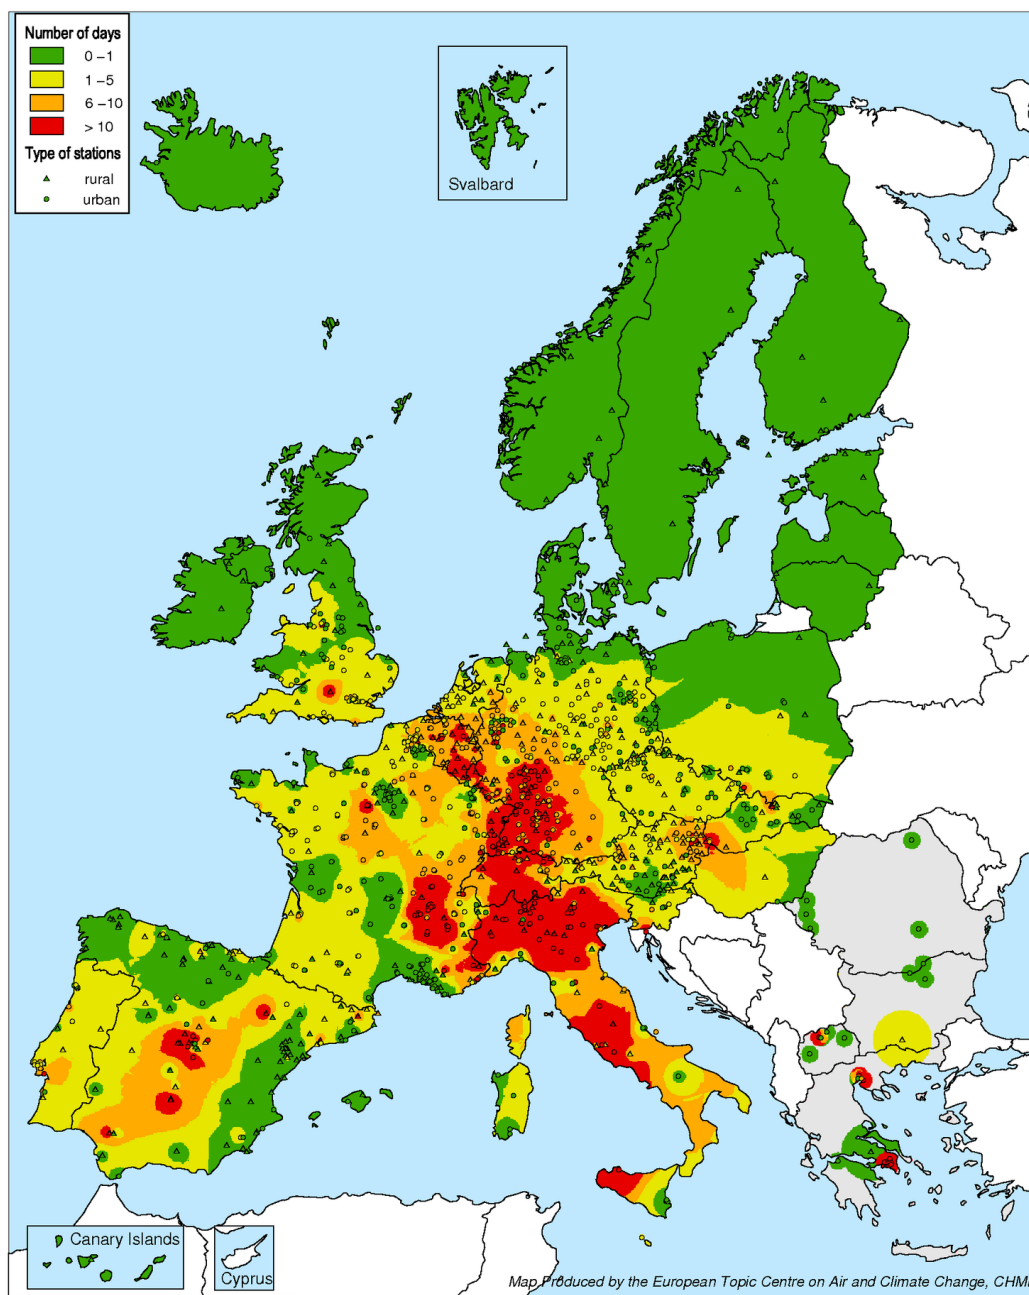 Number of days
0 – 1
1 – 5
6 – 10
> 10
Type of stations
rural
urban
Svalbard
Canary Islands
Cyprus
Map Produced by the European Topic Centre on Air and Climate Change, CHMI